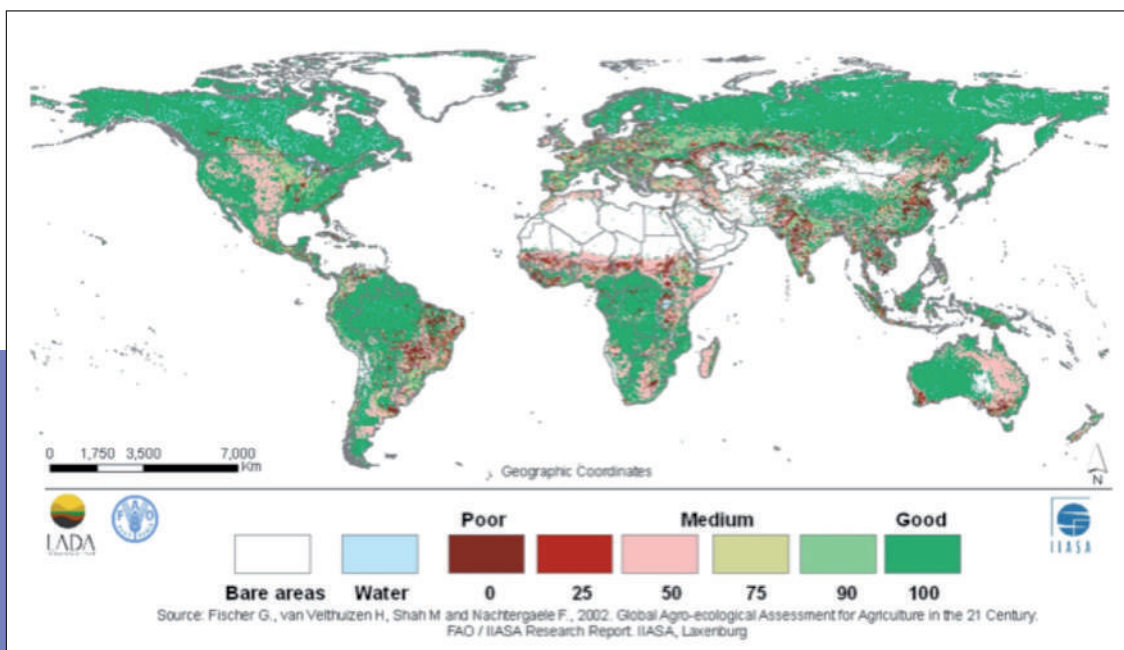 0 1,750 3,500 7,000
Km
Geographic Coordinates
N
LADA
FAO
IIASA
Poor Medium Good
Bare areas Water 0 25 50 75 90 100
Source: Fischer G., van Velthuizen H, Shah M and Nachtergaele F., 2002. Global Agro-ecological Assessment for Agriculture in the 21 Century.
FAO / IIASA Research Report. IIASA, Laxenburg